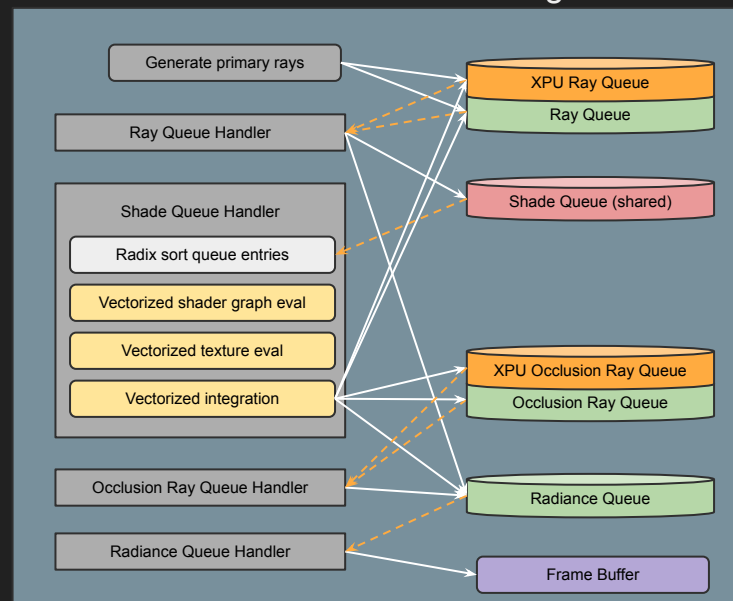 Generate primary rays
Ray Queue Handler
Shade Queue Handler
Radix sort queue entries
Vectorized shader graph eval
Vectorized texture eval
Vectorized integration
Occlusion Ray Queue Handler
Radiance Queue Handler
XPU Ray Queue
Ray Queue
Shade Queue (shared)
XPU Occlusion Ray Queue
Occlusion Ray Queue
Radiance Queue
Frame Buffer